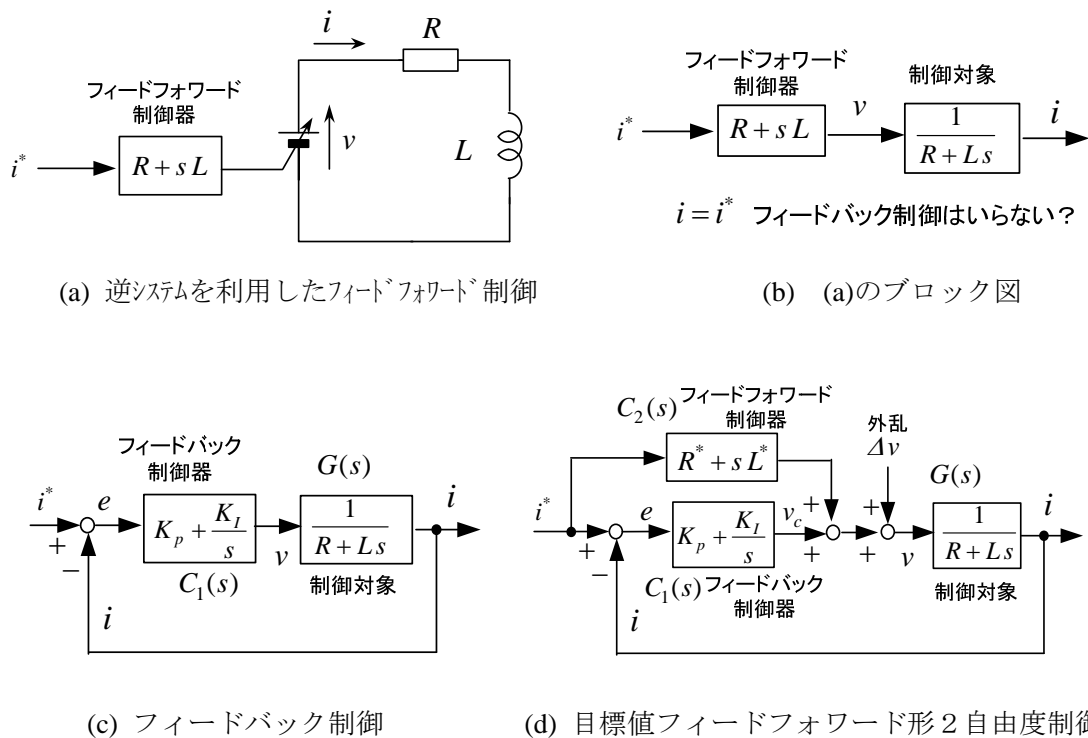 i
R
フィードフォワード
制御器
i*
R + s L
v
L
(a) 逆システムを利用したフィードフォワード制御
フィードフォワード
制御器
制御対象
i*
R + s L
v
1
R + Ls
i
i = i* フィードバック制御はいらない?
(b) (a)のブロック図
フィードバック
制御器
G(s)
i*
e
K_p + K_I
s
v
1
R + Ls
i
+
−
C_1(s)
制御対象
i
(c) フィードバック制御
C_2(s)
フィードフォワード
制御器
R* + s L*
外乱
Δv
G(s)
i*
e
K_p + K_I
s
v_c
+
+
+
+
v
1
R + Ls
i
+
−
C_1(s)
フィードバック
制御器
制御対象
i
(d) 目標値フィードフォワード形2自由度制御